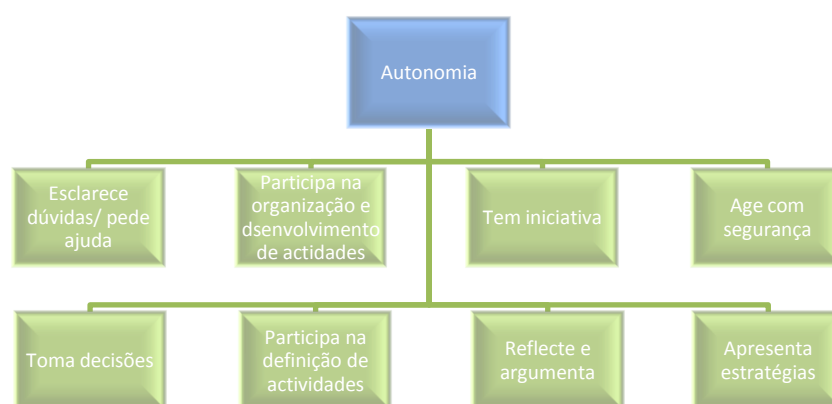 Autonomia
Esclarece
dúvidas/ pede
ajuda
Participa na
organização e
dsenvolvimento
de actidades
Tem iniciativa
Age com
segurança
Toma decisões
Participa na
definição de
actividades
Reflecte e
argumenta
Apresenta
estratégias